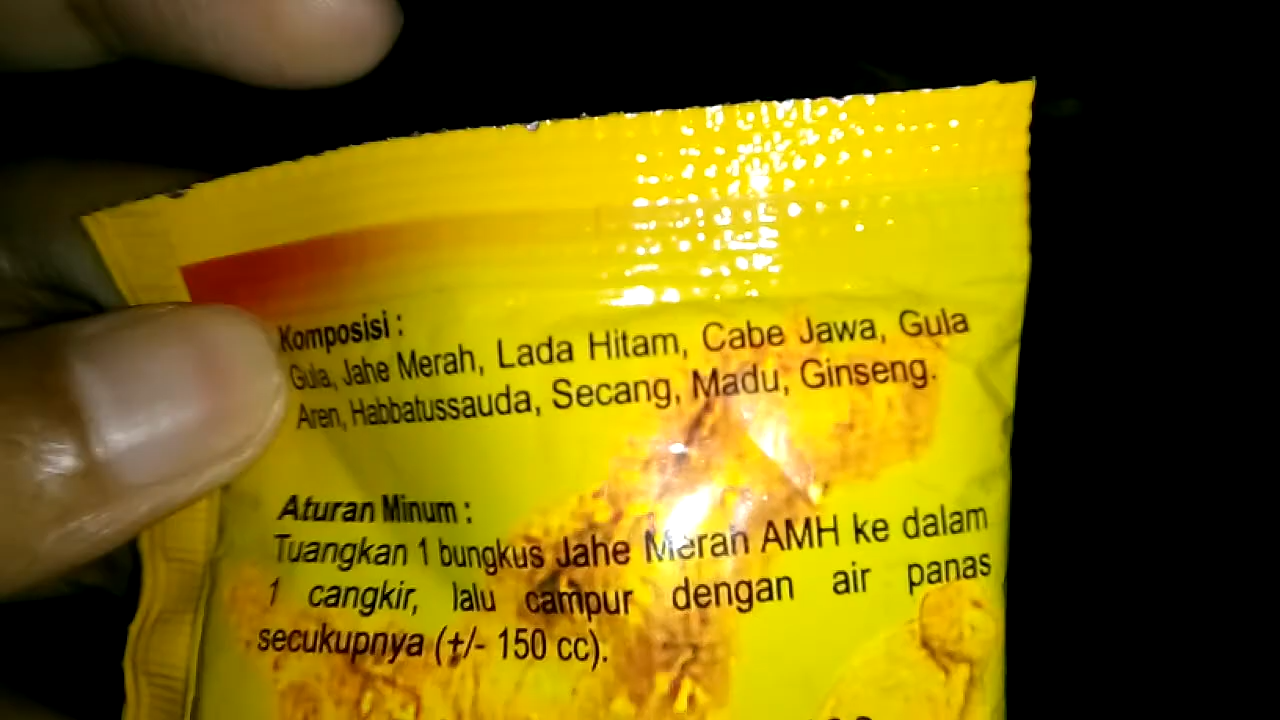 Komposisi :
Gula, Jahe Merah, Lada Hitam, Cabe Jawa, Gula
Aren, Habbatussauda, Secang, Madu, Ginseng.
Aturan Minum :
Tuangkan 1 bungkus Jahe Merah AMH ke dalam
1 cangkir, lalu campur dengan air panas
secukupnya (+/- 150 cc).